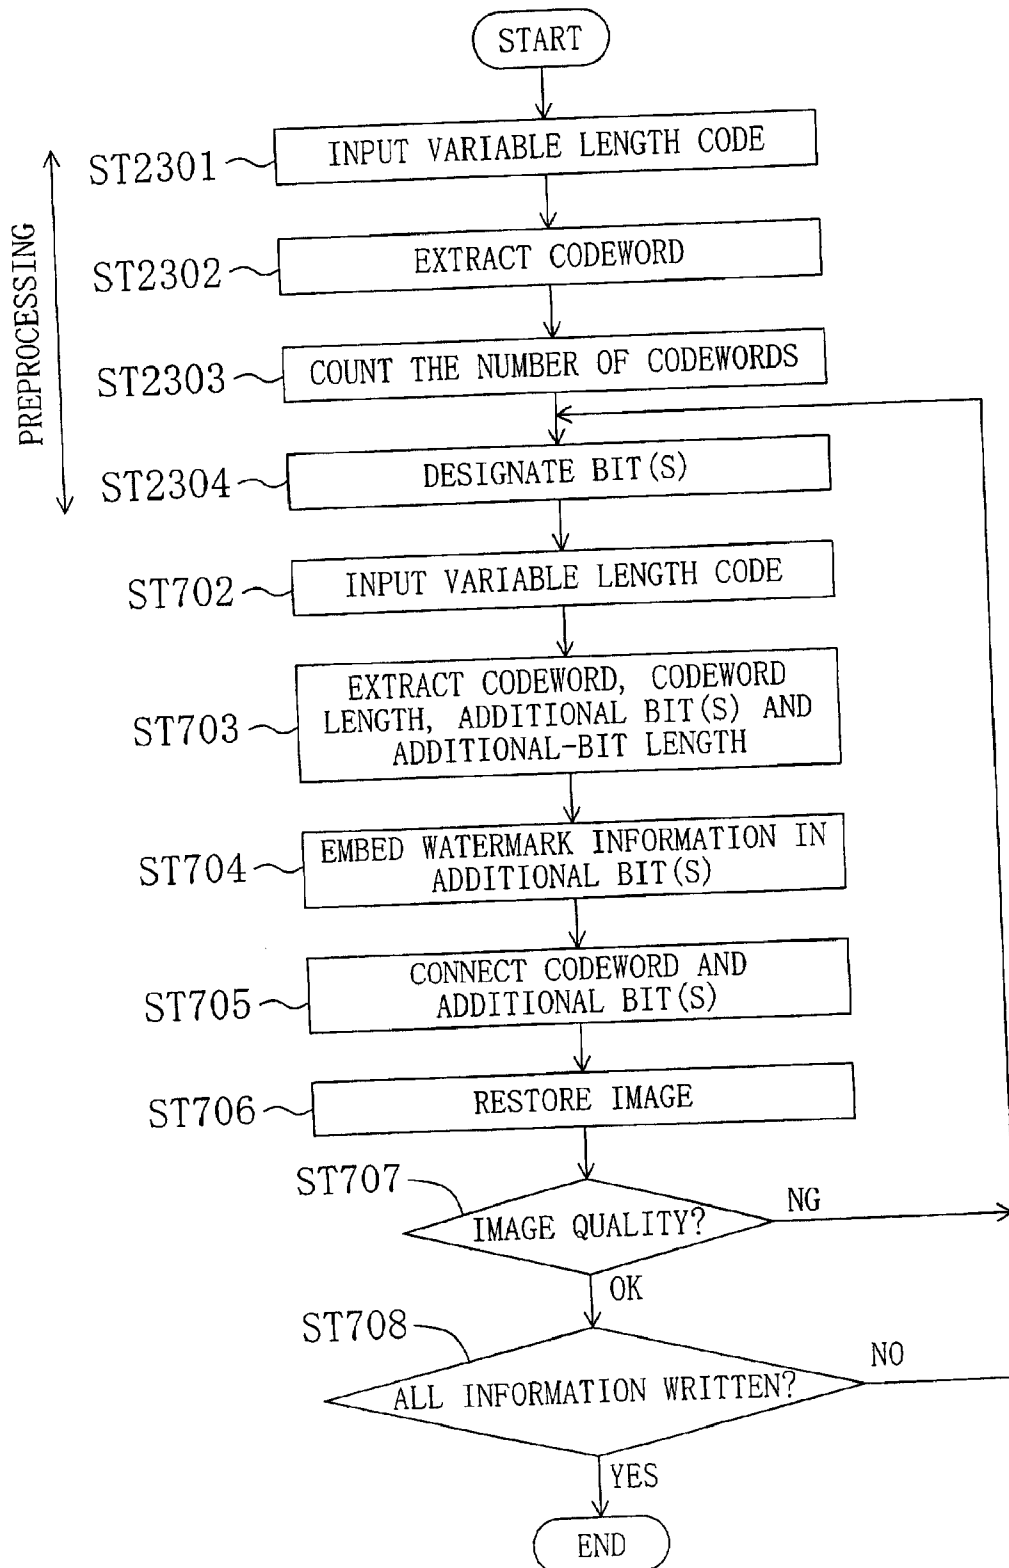 START
ST2301
INPUT VARIABLE LENGTH CODE
PREPROCESSING
ST2302
EXTRACT CODEWORD
ST2303
COUNT THE NUMBER OF CODEWORDS
ST2304
DESIGNATE BIT(S)
ST702
INPUT VARIABLE LENGTH CODE
ST703
EXTRACT CODEWORD, CODEWORD
LENGTH, ADDITIONAL BIT(S) AND
ADDITIONAL-BIT LENGTH
ST704
EMBED WATERMARK INFORMATION IN
ADDITIONAL BIT(S)
ST705
CONNECT CODEWORD AND
ADDITIONAL BIT(S)
ST706
RESTORE IMAGE
ST707
IMAGE QUALITY?
NG
OK
ST708
ALL INFORMATION WRITTEN?
NO
YES
END